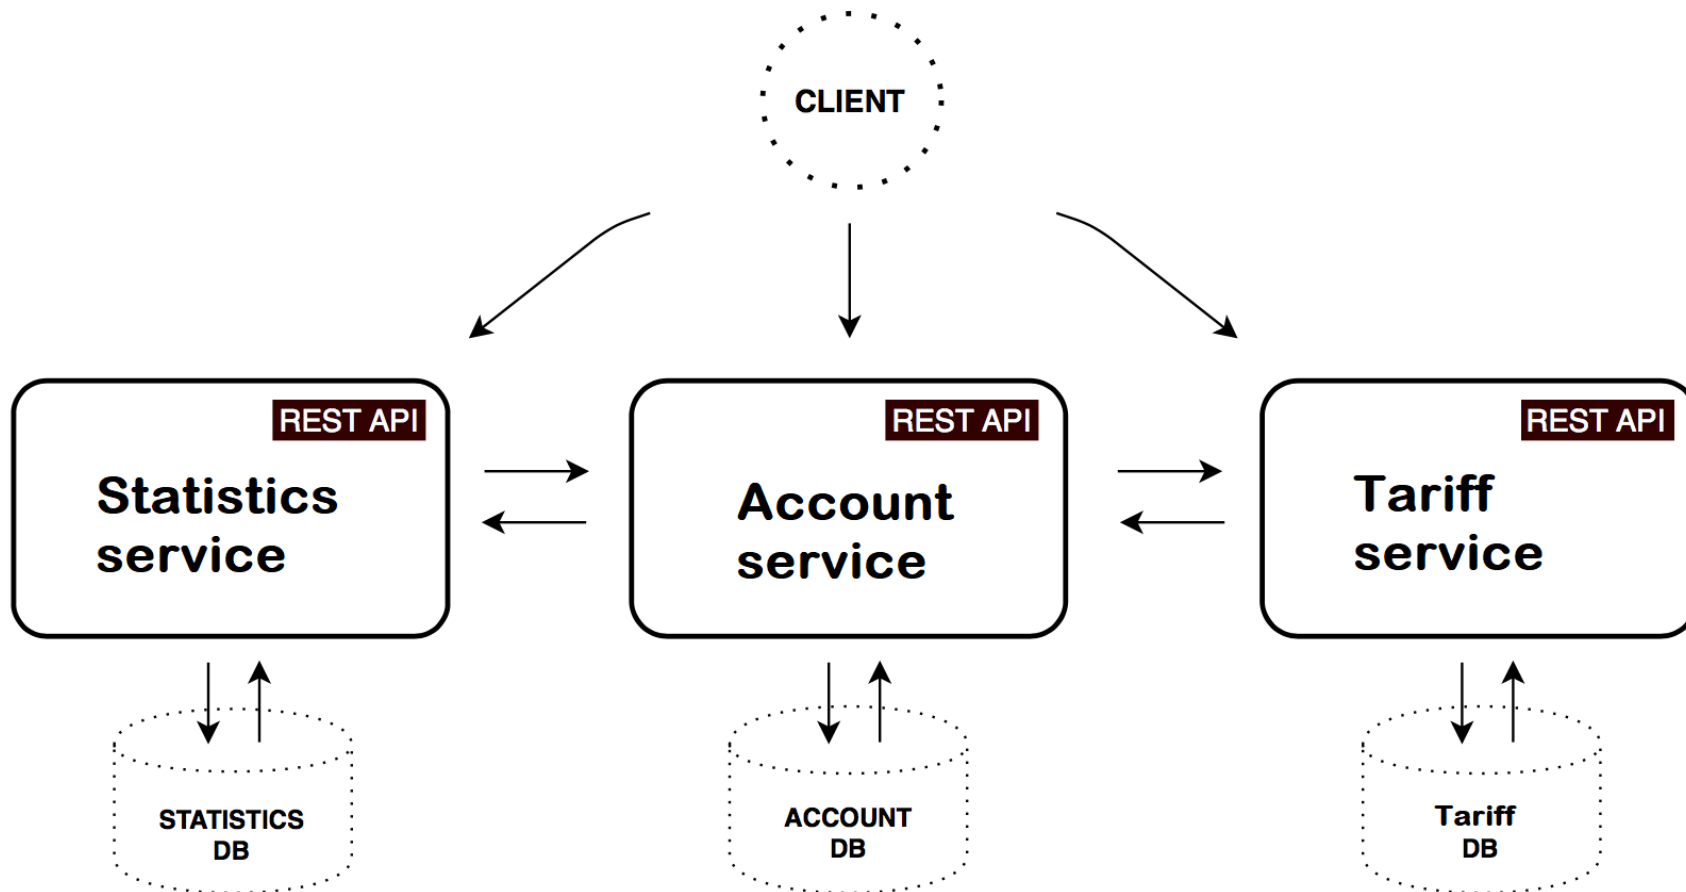 CLIENT
REST API
Statistics
service
REST API
Account
service
REST API
Tariff
service
STATISTICS
DB
ACCOUNT
DB
Tariff
DB